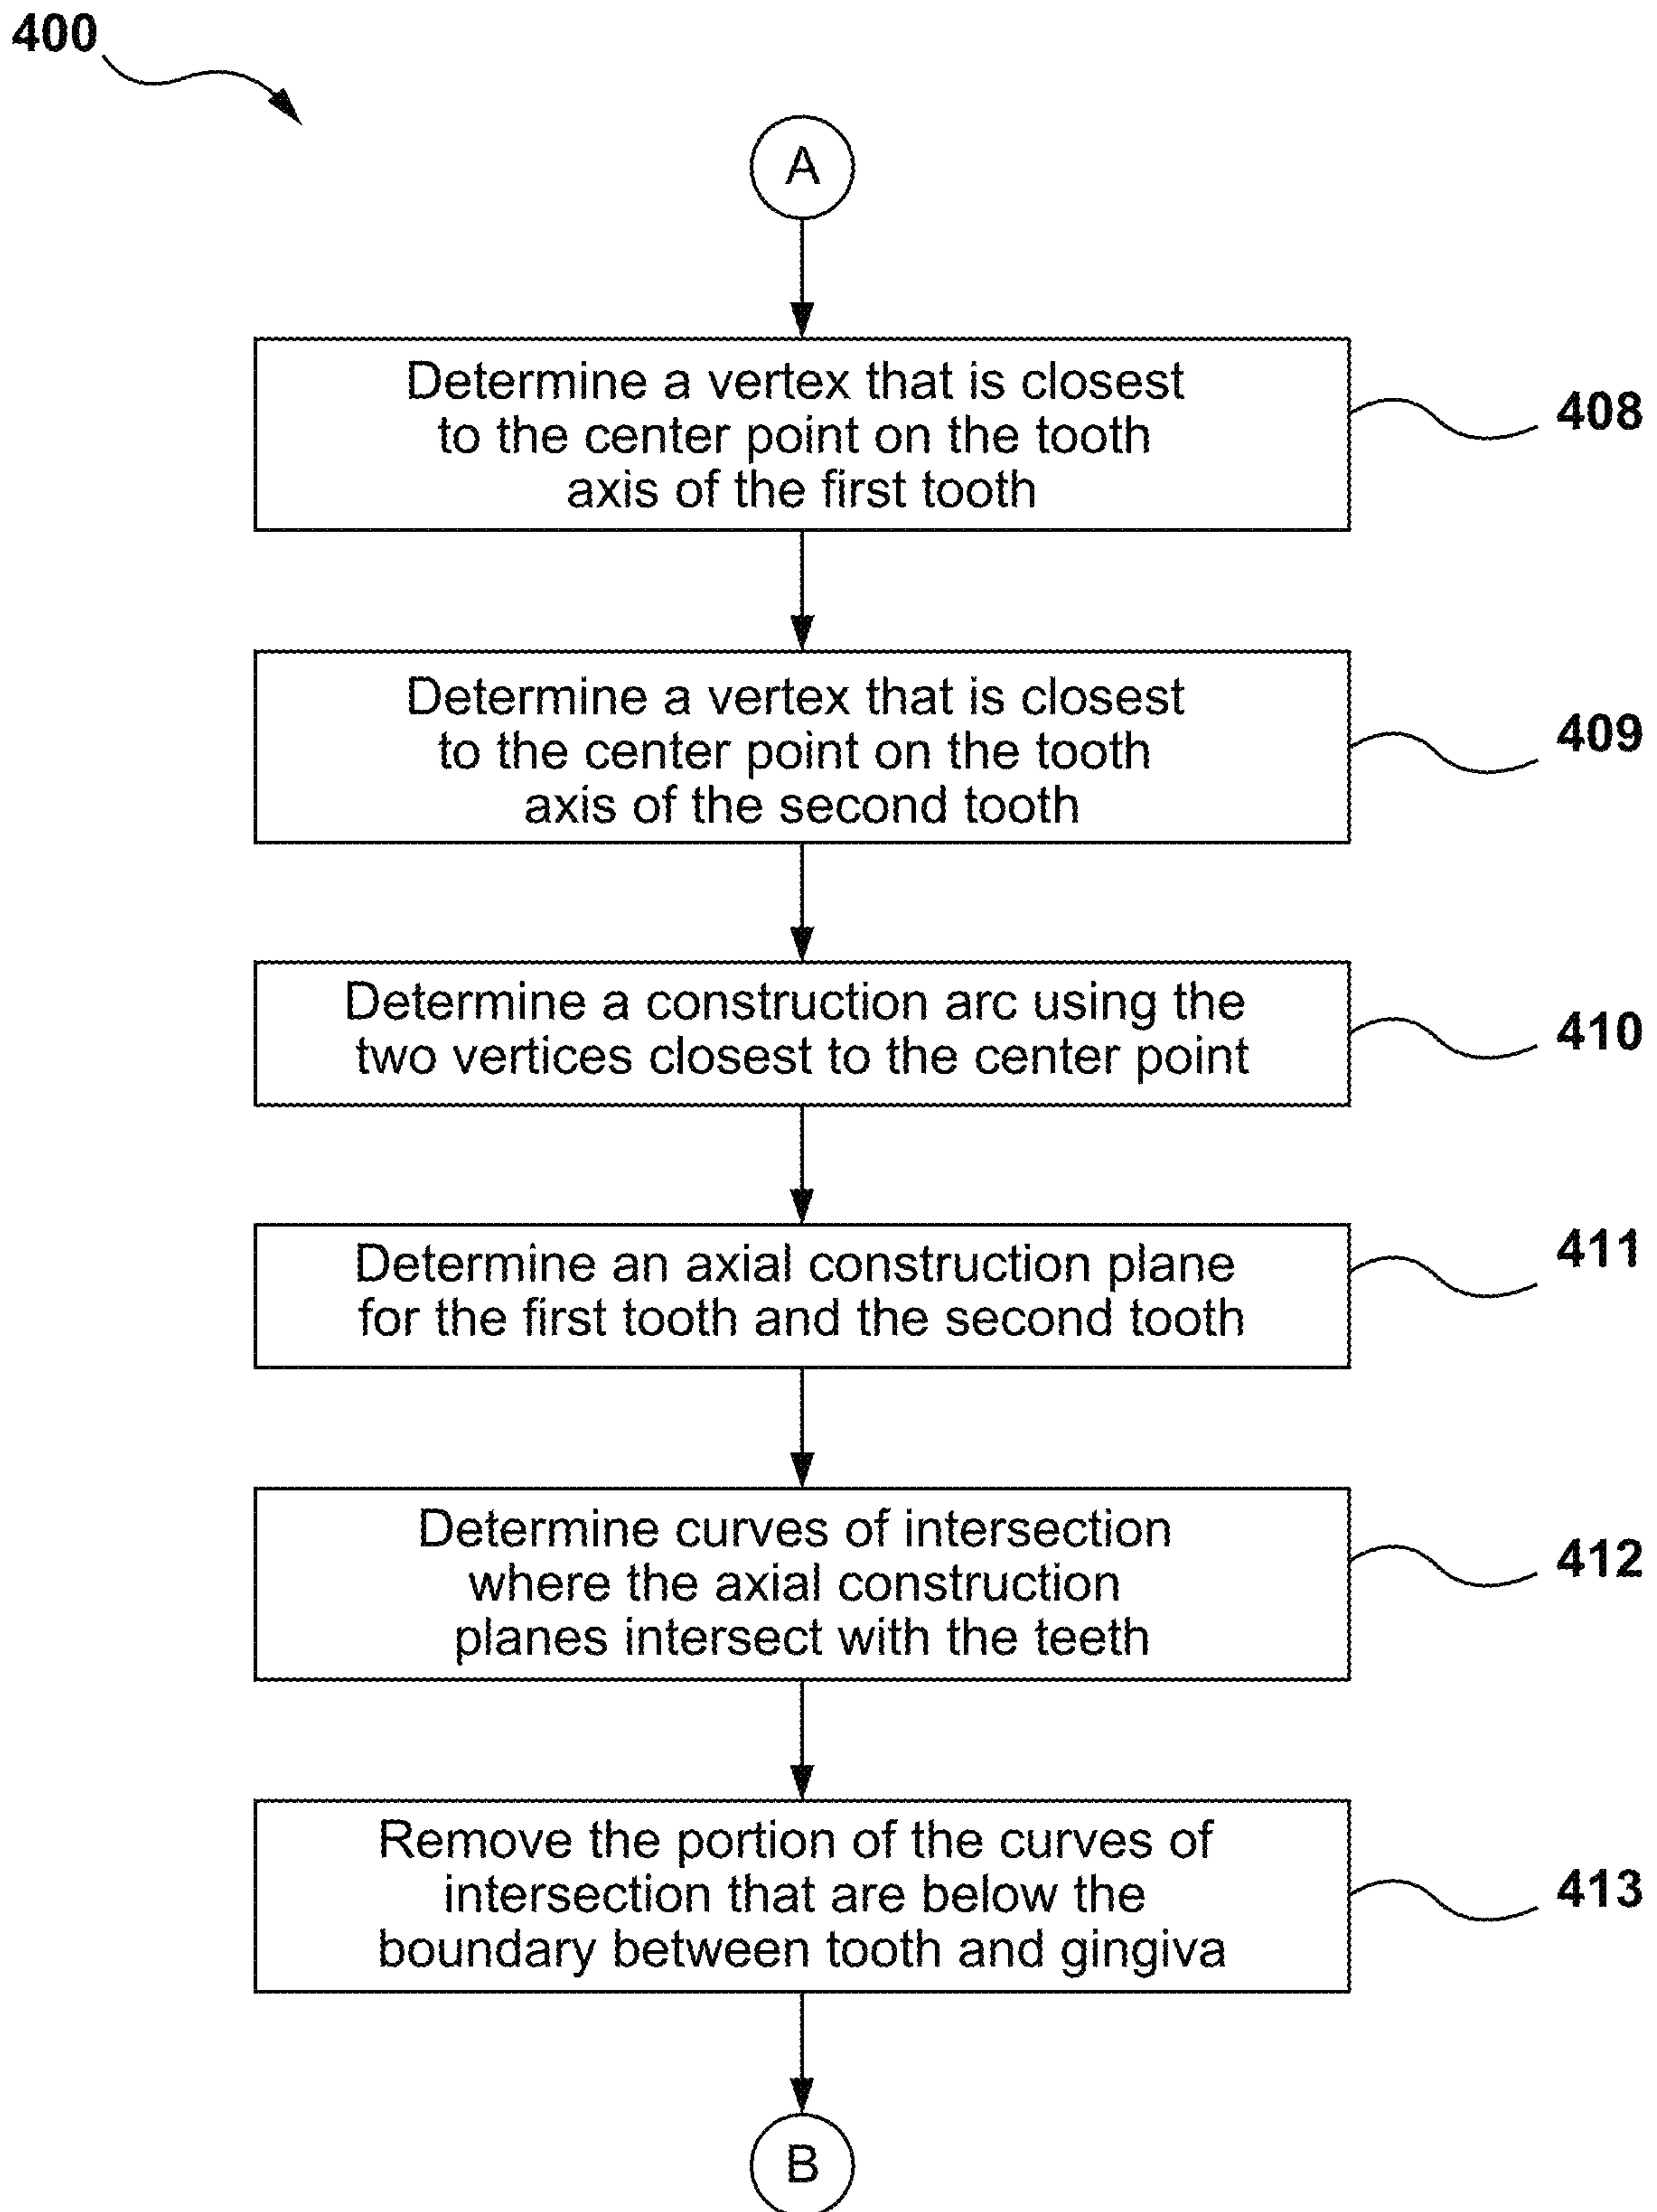 400
A
Determine a vertex that is closest
to the center point on the tooth
axis of the first tooth
408
Determine a vertex that is closest
to the center point on the tooth
axis of the second tooth
409
Determine a construction arc using the
two vertices closest to the center point
410
Determine an axial construction plane
for the first tooth and the second tooth
411
Determine curves of intersection
where the axial construction
planes intersect with the teeth
412
Remove the portion of the curves of
intersection that are below the
boundary between tooth and gingiva
413
B